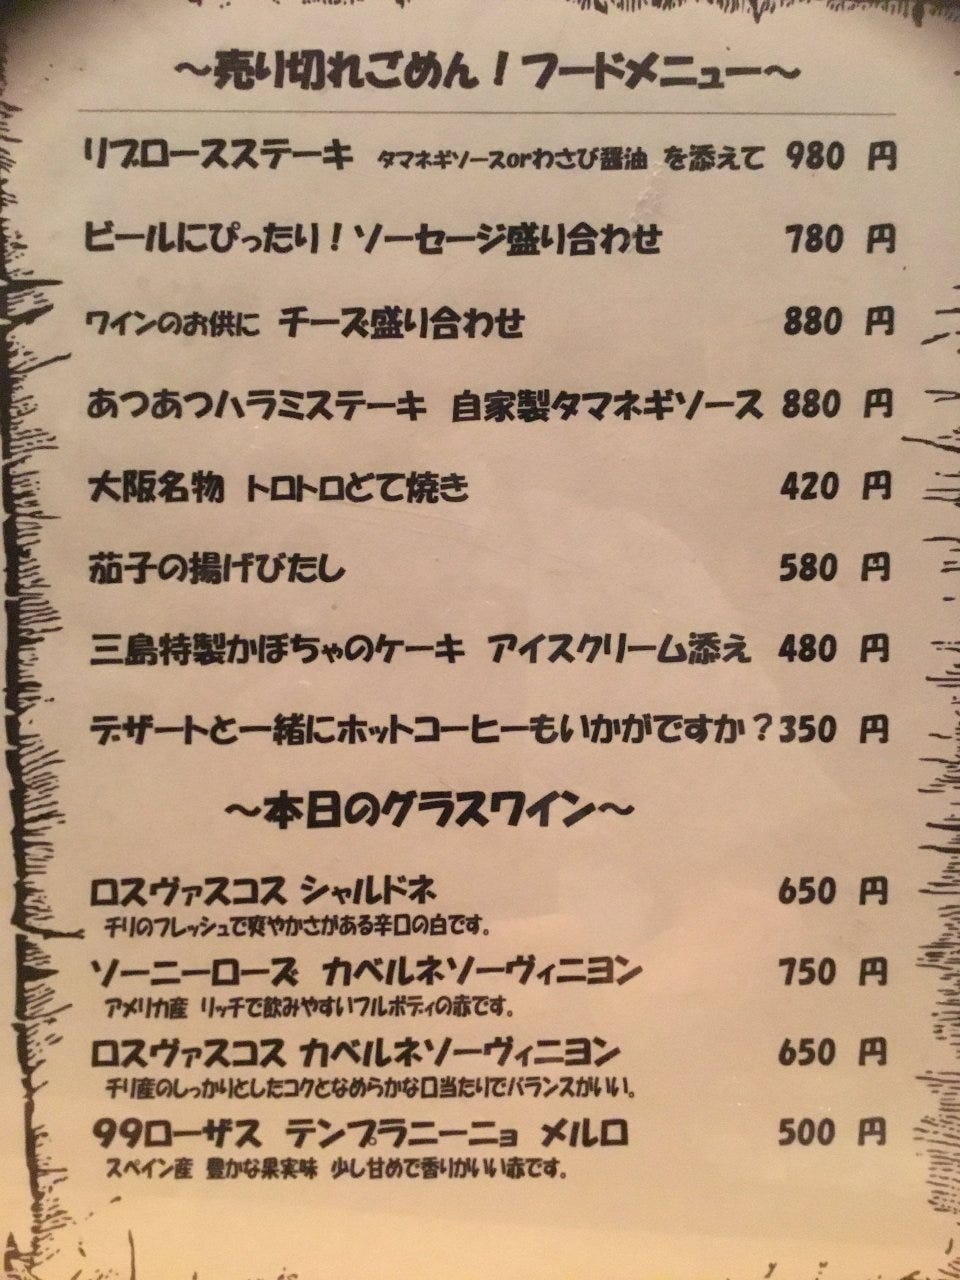 ～売り切れごめん！フードメニュー～
リブロースステーキ タマネギソースorわさび醤油 を添えて 980 円
ビールにぴったり！ソーセージ盛り合わせ 780 円
ワインのお供に チーズ盛り合わせ 880 円
あつあつハラミステーキ 自家製タマネギソース 880 円
大阪名物 トロトロどて焼き 420 円
茄子の揚げびたし 580 円
三島特製かぼちゃのケーキ アイスクリーム添え 480 円
デザートと一緒にホットコーヒーもいかがですか？350 円
～本日のグラスワイン～
ロスヴァスコス シャルドネ 650 円
チリのフレッシュで爽やかさがある辛口の白です。
ソーニーローズ カベルネソーヴィニヨン 750 円
アメリカ産 リッチで飲みやすいフルボディの赤です。
ロスヴァスコス カベルネソーヴィニヨン 650 円
チリ産のしっかりとしたコクとなめらかな口当たりでバランスがいい。
99ローザス テンプラニーニョ メルロ 500 円
スペイン産 豊かな果実味 少し甘めで香りがいい赤です。